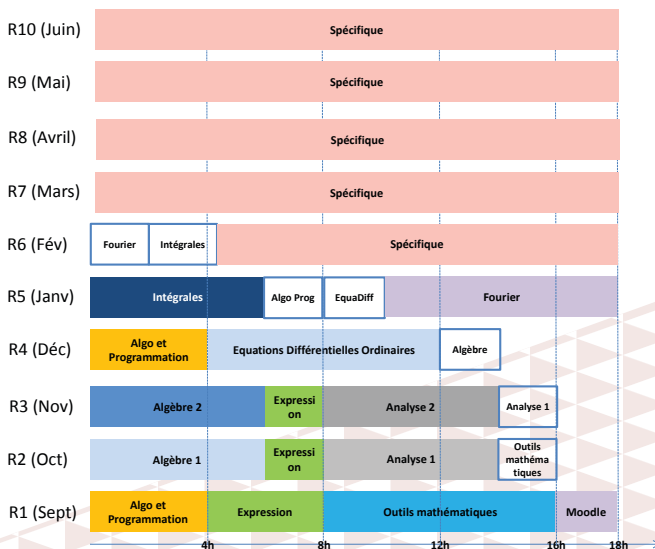 R10 (Juin)
Spécifique
R9 (Mai)
Spécifique
R8 (Avril)
Spécifique
R7 (Mars)
Spécifique
R6 (Fév)
Fourier
Intégrales
Spécifique
R5 (Janv)
Intégrales
Algo Prog
EquaDiff
Fourier
R4 (Déc)
Algo et
Programmation
Equations Différentielles Ordinaires
Algèbre
R3 (Nov)
Algèbre 2
Expressi
on
Analyse 2
Analyse 1
R2 (Oct)
Algèbre 1
Expressi
on
Analyse 1
Outils
mathéma
tiques
R1 (Sept)
Algo et
Programmation
Expression
Outils mathématiques
Moodle
4h
8h
12h
16h
18h